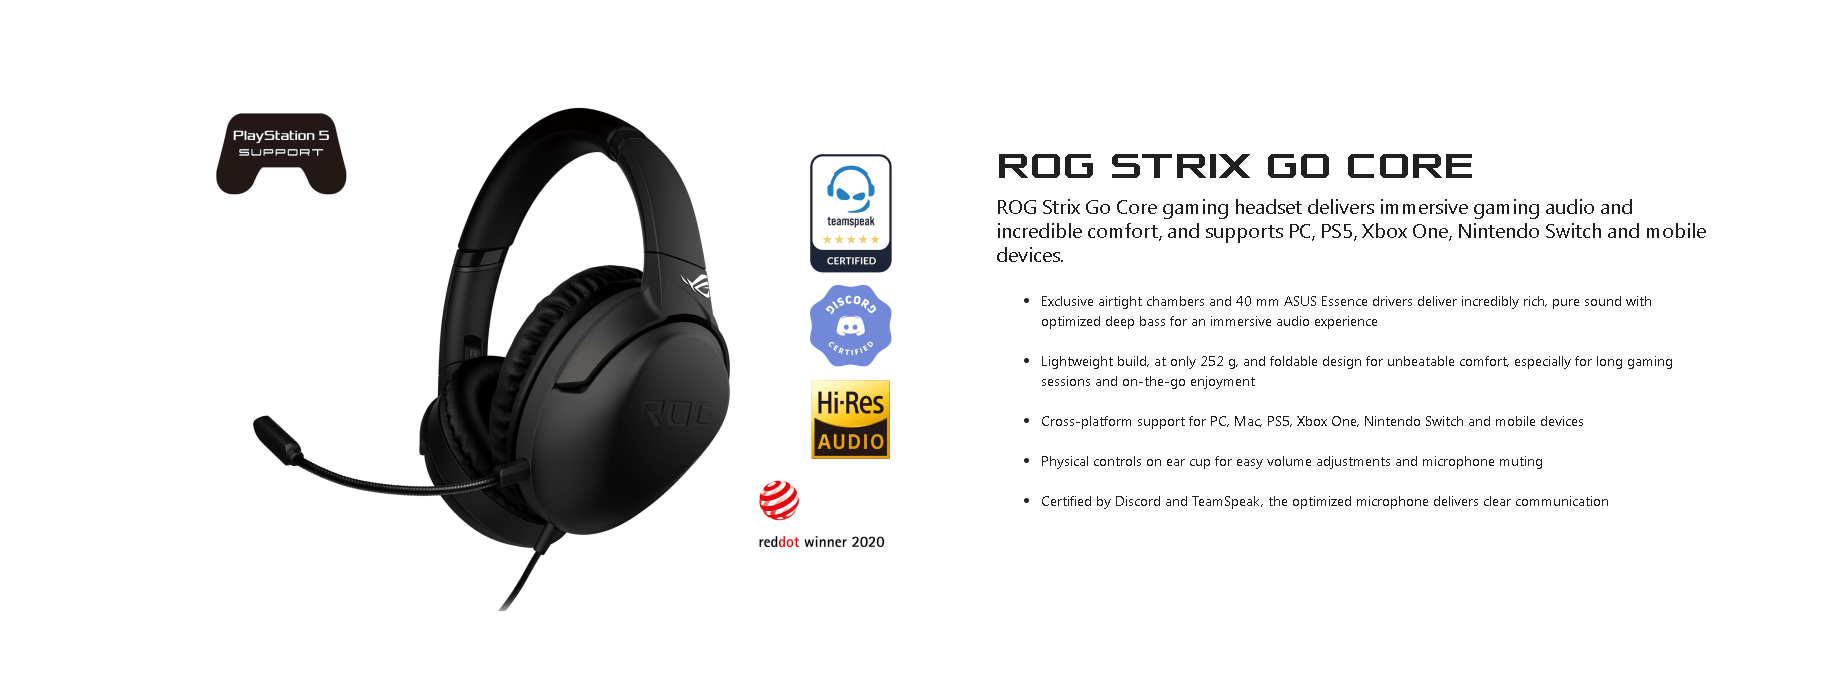 PlayStation 5
SUPPORT
teamspeak
CERTIFIED
DISCORD
CERTIFIED
Hi-Res
AUDIO
reddot winner 2020
ROG
ROG STRIX GO CORE
ROG Strix Go Core gaming headset delivers immersive gaming audio and
incredible comfort, and supports PC, PS5, Xbox One, Nintendo Switch and mobile
devices.
• Exclusive airtight chambers and 40 mm ASUS Essence drivers deliver incredibly rich, pure sound with
optimized deep bass for an immersive audio experience
• Lightweight build, at only 252 g, and foldable design for unbeatable comfort, especially for long gaming
sessions and on-the-go enjoyment
• Cross-platform support for PC, Mac, PS5, Xbox One, Nintendo Switch and mobile devices
• Physical controls on ear cup for easy volume adjustments and microphone muting
• Certified by Discord and TeamSpeak, the optimized microphone delivers clear communication